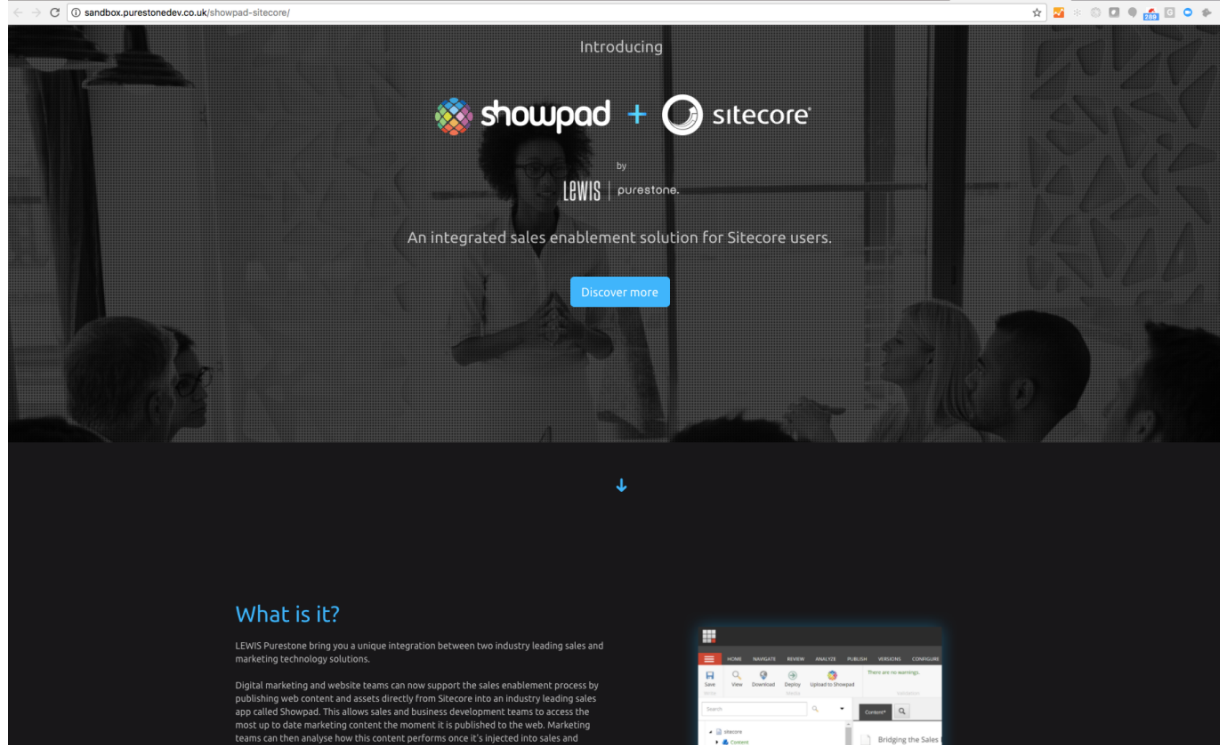 sandbox.purestonedev.co.uk/showpad-sitecore/
Introducing
showpad + sitecore
by
LEWIS | purestone.
An integrated sales enablement solution for Sitecore users.
Discover more
What is it?
LEWIS Purestone bring you a unique integration between two industry leading sales and
marketing technology solutions.
Digital marketing and website teams can now support the sales enablement process by
publishing web content and assets directly from Sitecore into an industry leading sales
app called Showpad. This allows sales and business development teams to access the
most up to date marketing content the moment it is published to the web. Marketing
teams can then analyse how this content performs once it's injected into sales and
HOME NAVIGATE REVIEW ANALYZE PUBLISH VERSIONS CONFIGURE
Save View Download Deploy Upload to Showpad
There are no warnings.
Search
Content*
sitecore
Content
Bridging the Sales